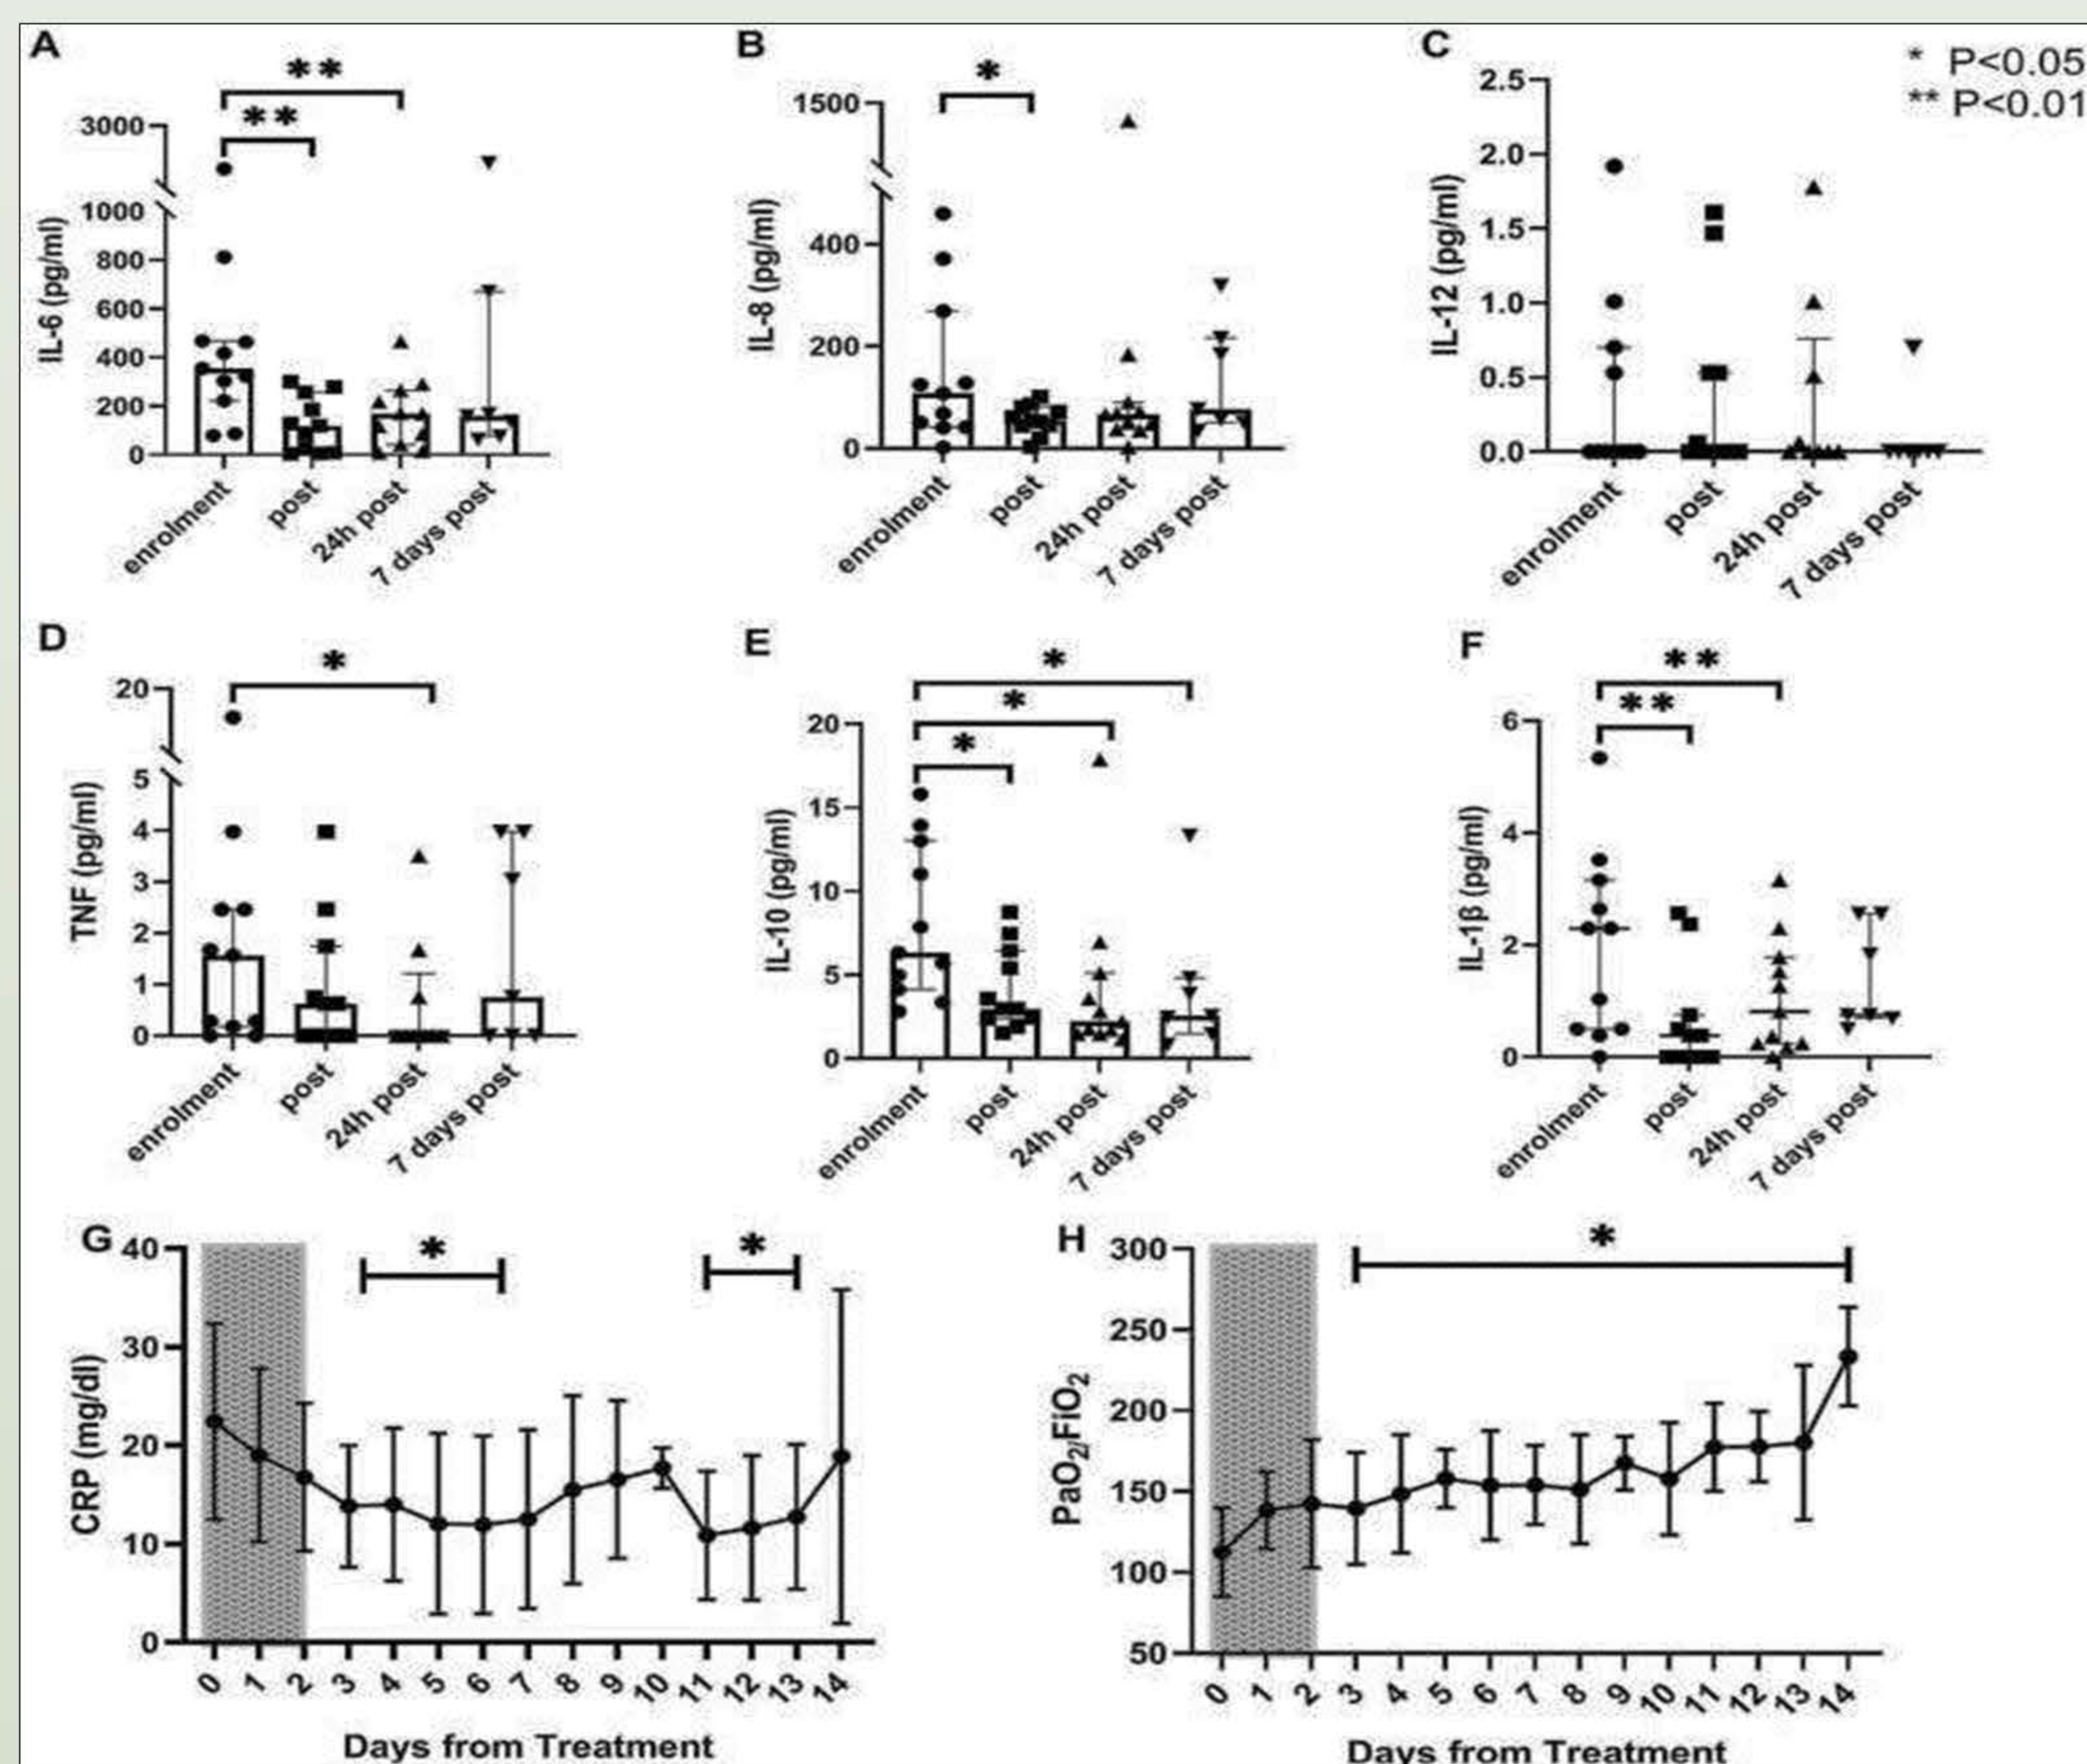 A
**
**
3000
1000
800
600
400
200
0
IL-6 (pg/ml)
enrolment
post
24h post
7 days post
B
*
1500
400
200
0
IL-8 (pg/ml)
enrolment
post
24h post
7 days post
C
* P<0.05
** P<0.01
2.5
2.0
1.5
1.0
0.5
0.0
IL-12 (pg/ml)
enrolment
post
24h post
7 days post
D
*
20
5
4
3
2
1
0
TNF (pg/ml)
enrolment
post
24h post
7 days post
E
*
*
*
20
15
10
5
0
IL-10 (pg/ml)
enrolment
post
24h post
7 days post
F
**
**
6
4
2
0
IL-1β (pg/ml)
enrolment
post
24h post
7 days post
G
*
*
40
30
20
10
0
CRP (mg/dl)
0 1 2 3 4 5 6 7 8 9 10 11 12 13 14
Days from Treatment
H
*
300
250
200
150
100
50
PaO2/FiO2
0 1 2 3 4 5 6 7 8 9 10 11 12 13 14
Days from Treatment